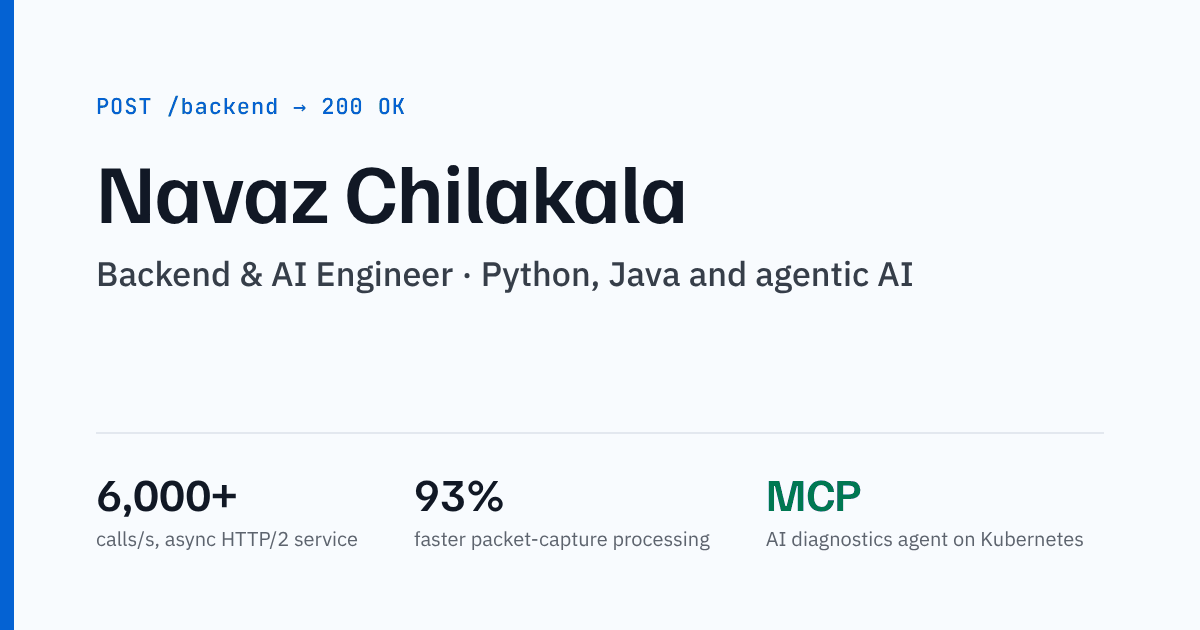 POST /backend → 200 OK
Navaz Chilakala
Backend & AI Engineer · Python, Java and agentic AI
6,000+
calls/s, async HTTP/2 service
93%
faster packet-capture processing
MCP
AI diagnostics agent on Kubernetes